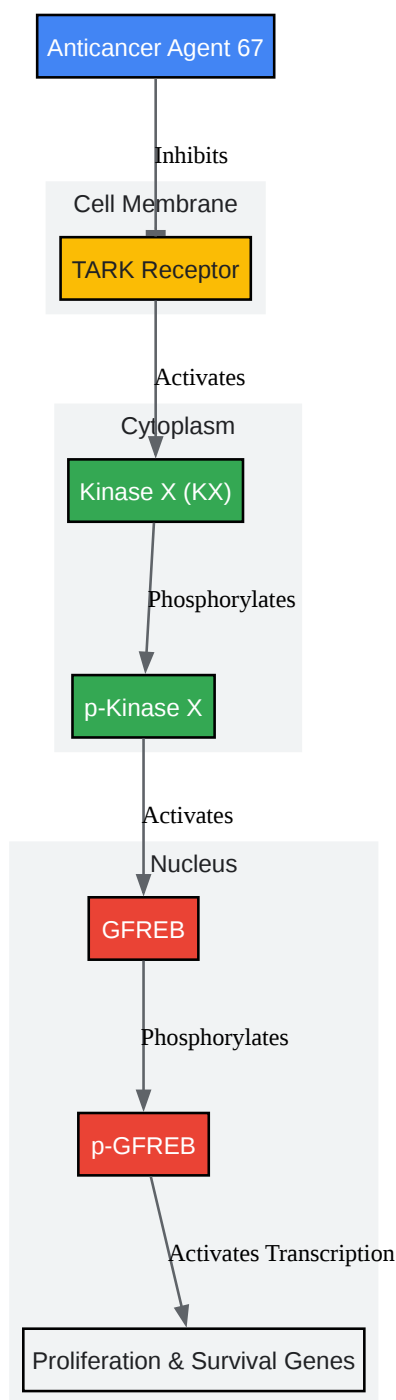 Anticancer Agent 67
Inhibits
Cell Membrane
TARK Receptor
Activates
Cytoplasm
Kinase X (KX)
Phosphorylates
p-Kinase X
Activates
Nucleus
GFREB
Phosphorylates
p-GFREB
Activates Transcription
Proliferation & Survival Genes